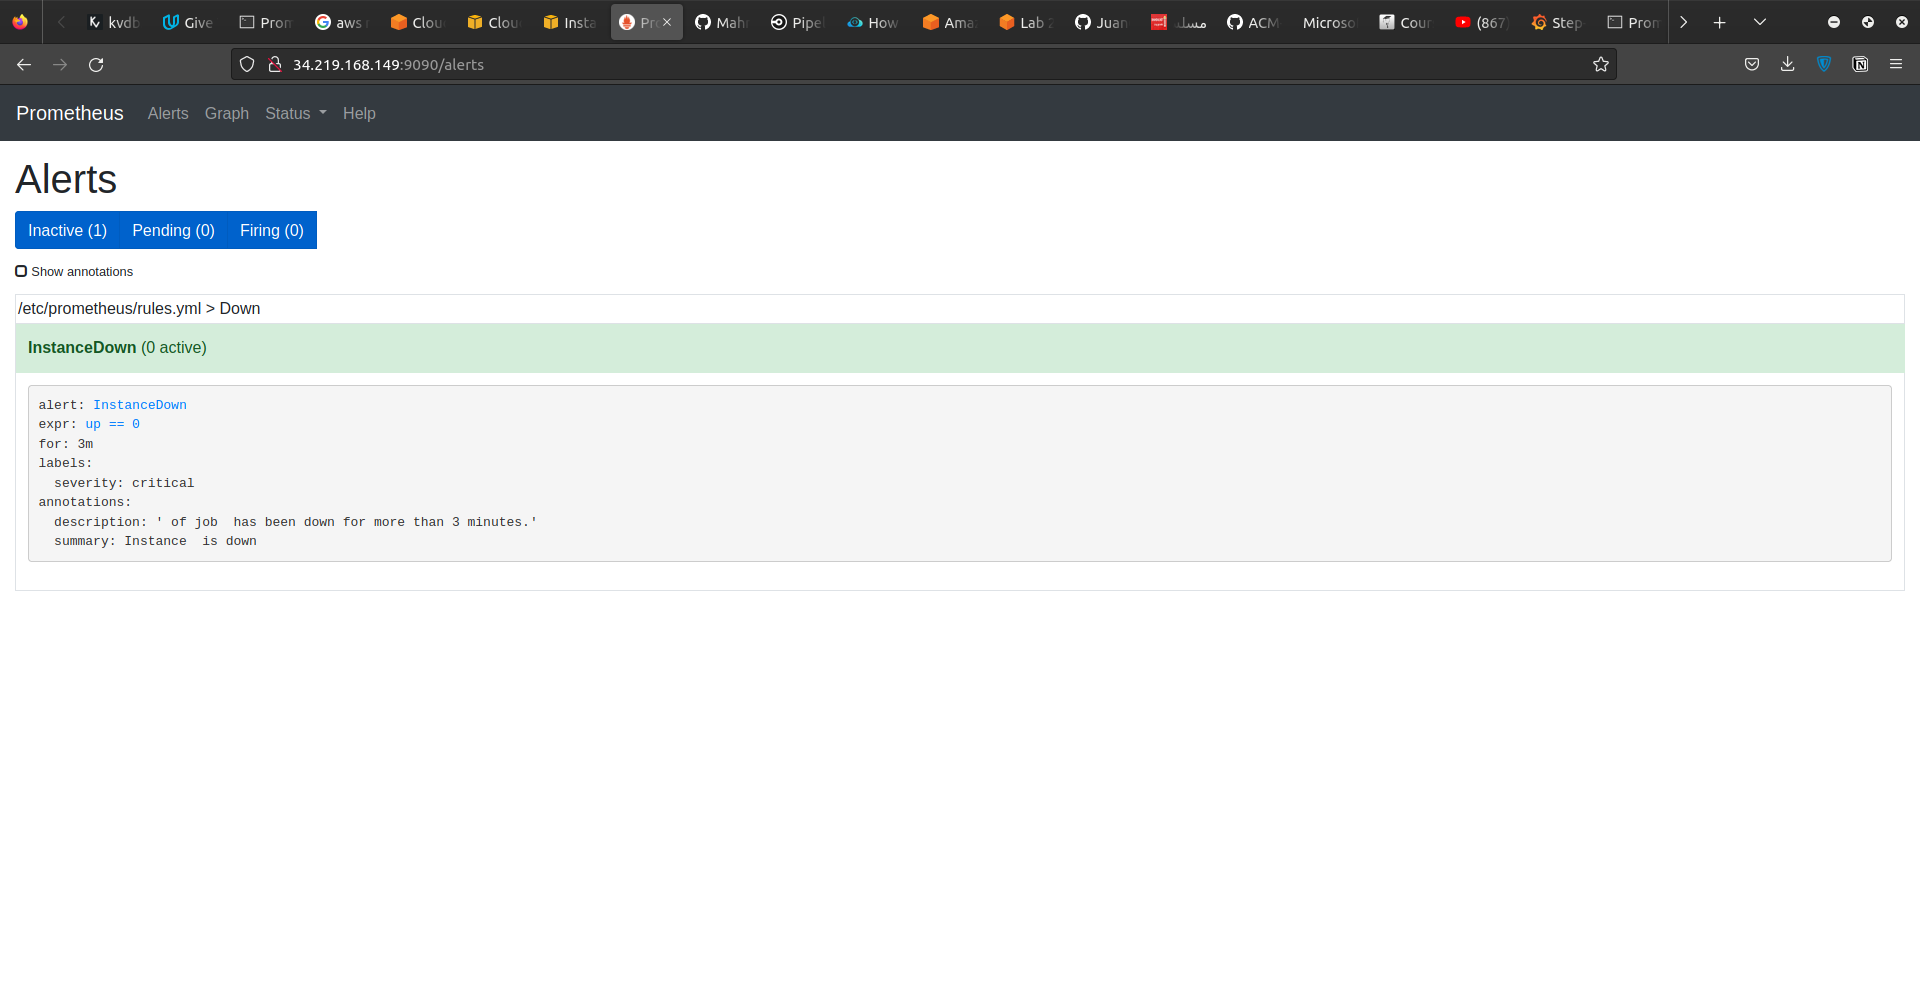 kvdb Give Prom aws Clou Clou Insta Pr Mah Pipel How Ama Lab 2 Juan مسلس ACM Microso Cour (867) Step- Prom
34.219.168.149:9090/alerts
Prometheus Alerts Graph Status Help
Alerts
Inactive (1) Pending (0) Firing (0)
Show annotations
/etc/prometheus/rules.yml > Down
InstanceDown (0 active)
alert: InstanceDown
expr: up == 0
for: 3m
labels:
  severity: critical
annotations:
  description: ' of job  has been down for more than 3 minutes.'
  summary: Instance  is down